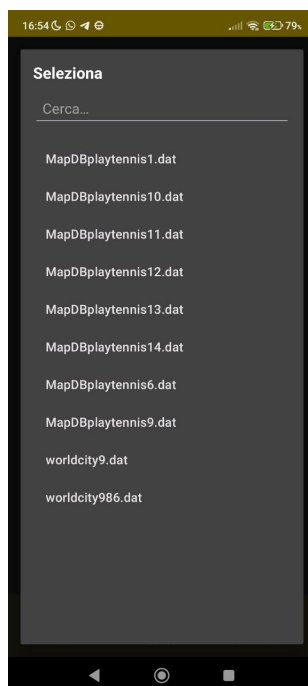 16:54
79%
Seleziona
Cerca...
MapDBplaytennis1.dat
MapDBplaytennis10.dat
MapDBplaytennis11.dat
MapDBplaytennis12.dat
MapDBplaytennis13.dat
MapDBplaytennis14.dat
MapDBplaytennis6.dat
MapDBplaytennis9.dat
worldcity9.dat
worldcity986.dat